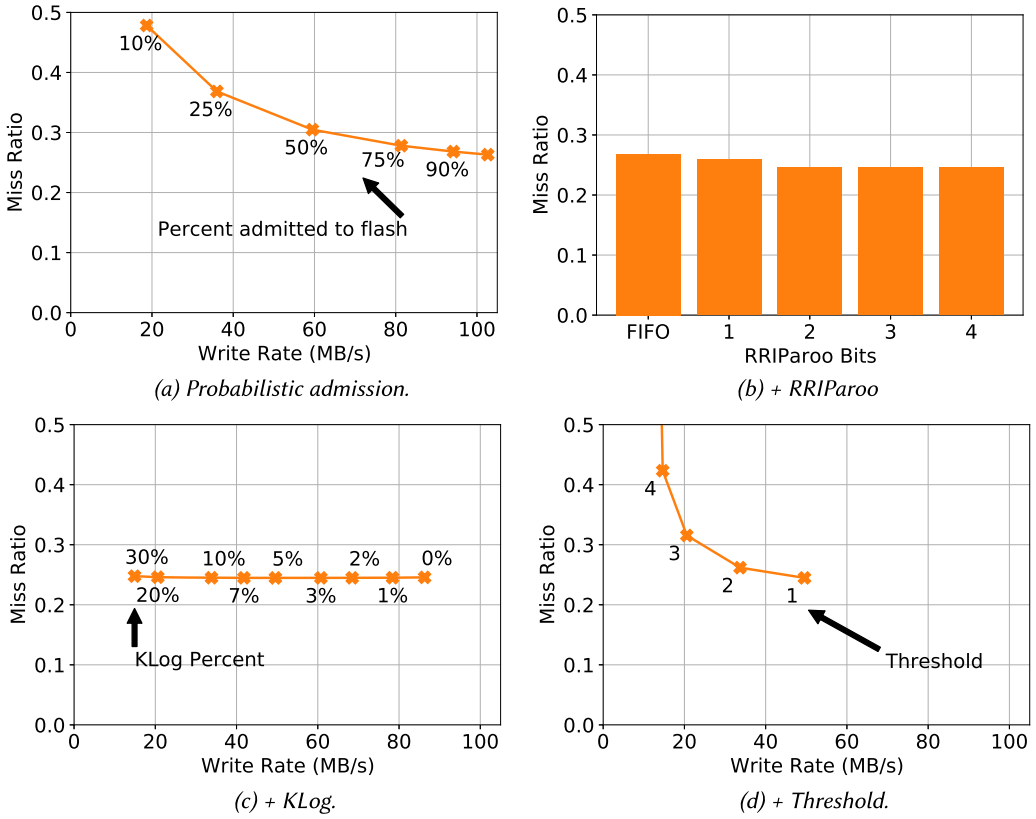 0.5
0.4
0.3
0.2
0.1
0.0
Miss Ratio
10%
25%
50%
75%
90%
Percent admitted to flash
0 20 40 60 80 100
Write Rate (MB/s)
(a) Probabilistic admission.
0.5
0.4
0.3
0.2
0.1
0.0
Miss Ratio
FIFO 1 2 3 4
RRIParoo Bits
(b) + RRIParoo
0.5
0.4
0.3
0.2
0.1
0.0
Miss Ratio
30% 10% 5% 2% 0%
20% 7% 3% 1%
KLog Percent
0 20 40 60 80 100
Write Rate (MB/s)
(c) + KLog.
0.5
0.4
0.3
0.2
0.1
0.0
Miss Ratio
4
3
2
1
Threshold
0 20 40 60 80 100
Write Rate (MB/s)
(d) + Threshold.